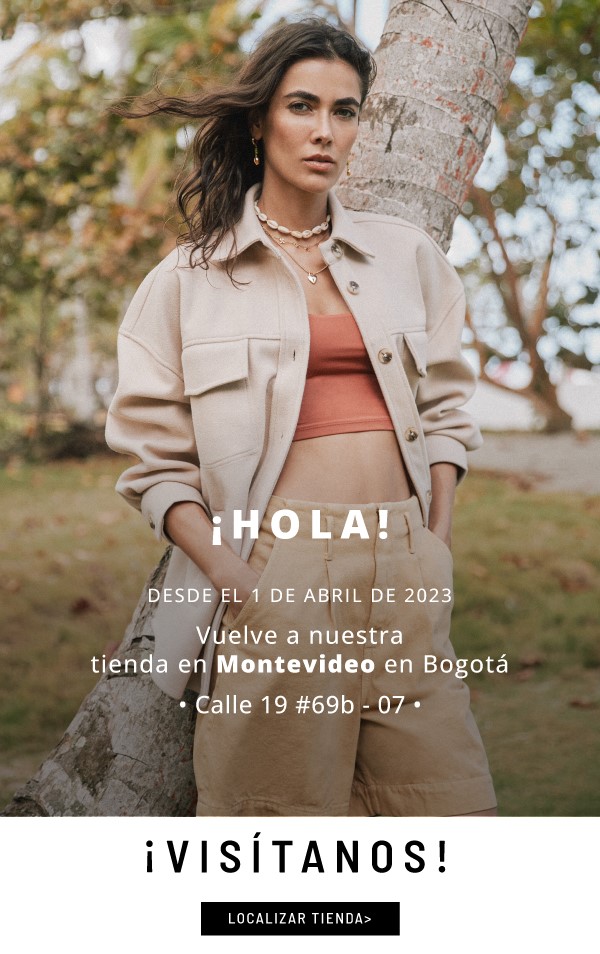 ¡HOLA!
DESDE EL 1 DE ABRIL DE 2023
Vuelve a nuestra
tienda en Montevideo en Bogotá
• Calle 19 #69b - 07 •
¡VISÍTANOS!
LOCALIZAR TIENDA>